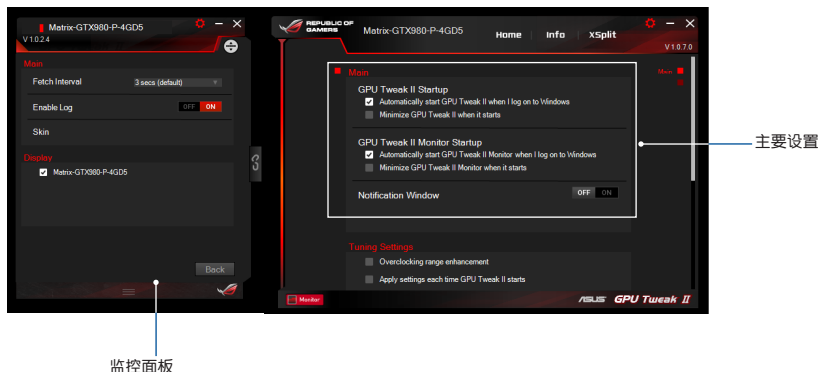 Matrix-GTX980-P-4GD5
V 1.0.2.4
Main
Fetch Interval
3 secs (default)
Enable Log
OFF ON
Skin
Display
Matrix-GTX980-P-4GD5
Back
监控面板
REPUBLIC OF
GAMERS
Matrix-GTX980-P-4GD5
Home
Info
XSplit
V 1.0.7.0
Main
Main
GPU Tweak II Startup
Automatically start GPU Tweak II when I log on to Windows
Minimize GPU Tweak II when it starts
GPU Tweak II Monitor Startup
Automatically start GPU Tweak II Monitor when I log on to Windows
Minimize GPU Tweak II Monitor when it starts
Notification Window
OFF ON
主要设置
Tuning Settings
Overclocking range enhancement
Apply settings each time GPU Tweak II starts
Monitor
ASUS GPU Tweak II